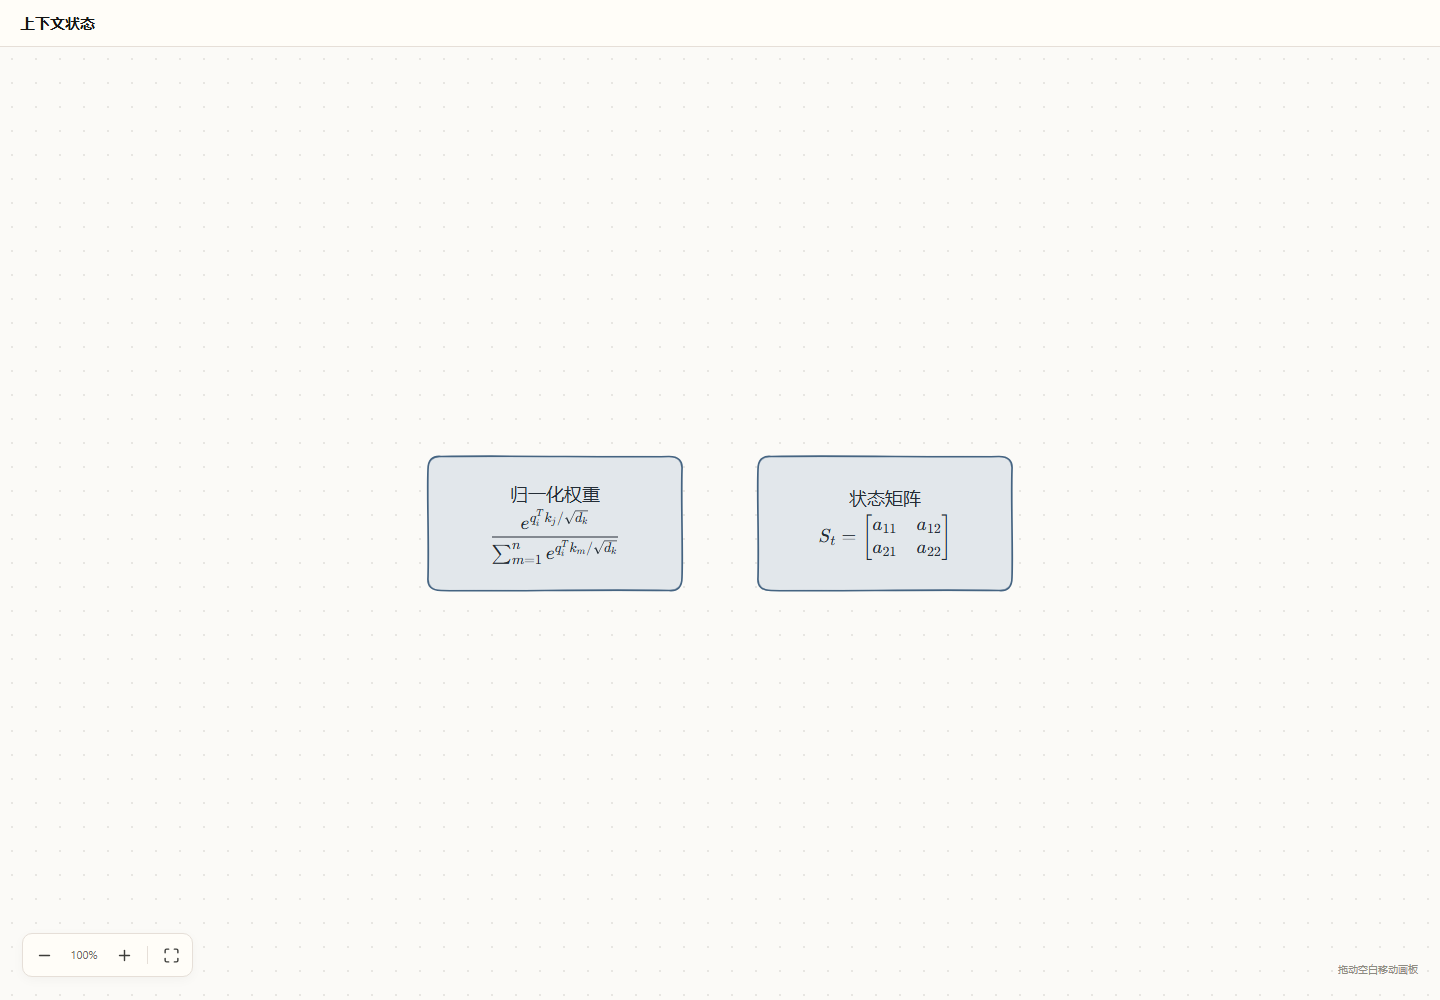 上下文状态
归一化权重
\frac{e^{q_i^T k_j/\sqrt{d_k}}}{\sum_{m=1}^{n} e^{q_i^T k_m/\sqrt{d_k}}}
状态矩阵
S_t = \begin{bmatrix} a_{11} & a_{12} \\ a_{21} & a_{22} \end{bmatrix}
100%
拖动空白移动画板